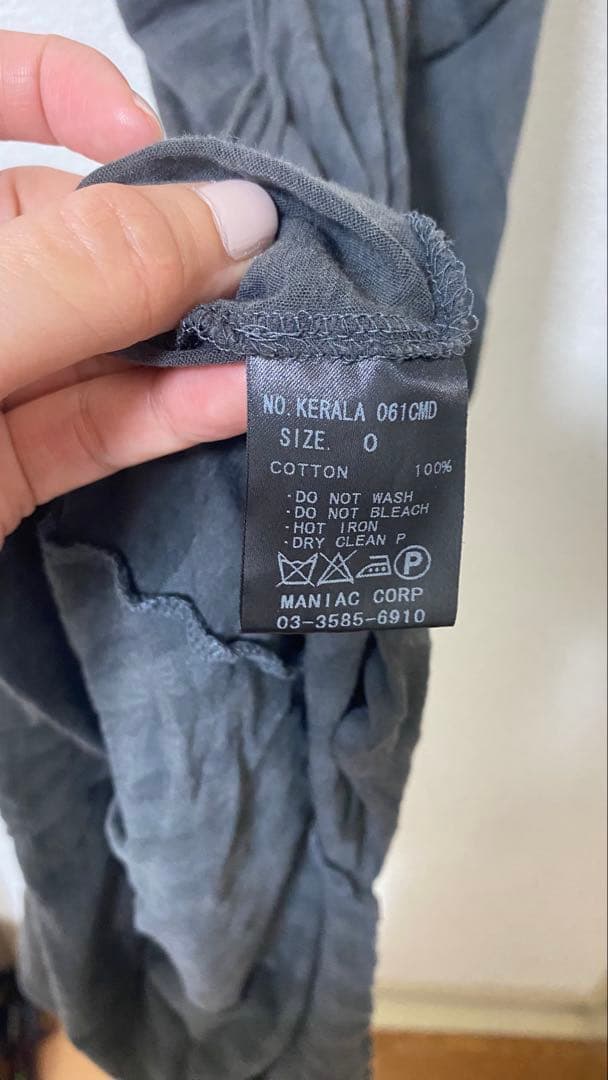 NO. KERALA 061CMD
SIZE. 0
COTTON 100%
·DO NOT WASH
·DO NOT BLEACH
·HOT IRON
·DRY CLEAN P
P
MANIAC CORP
03-3585-6910